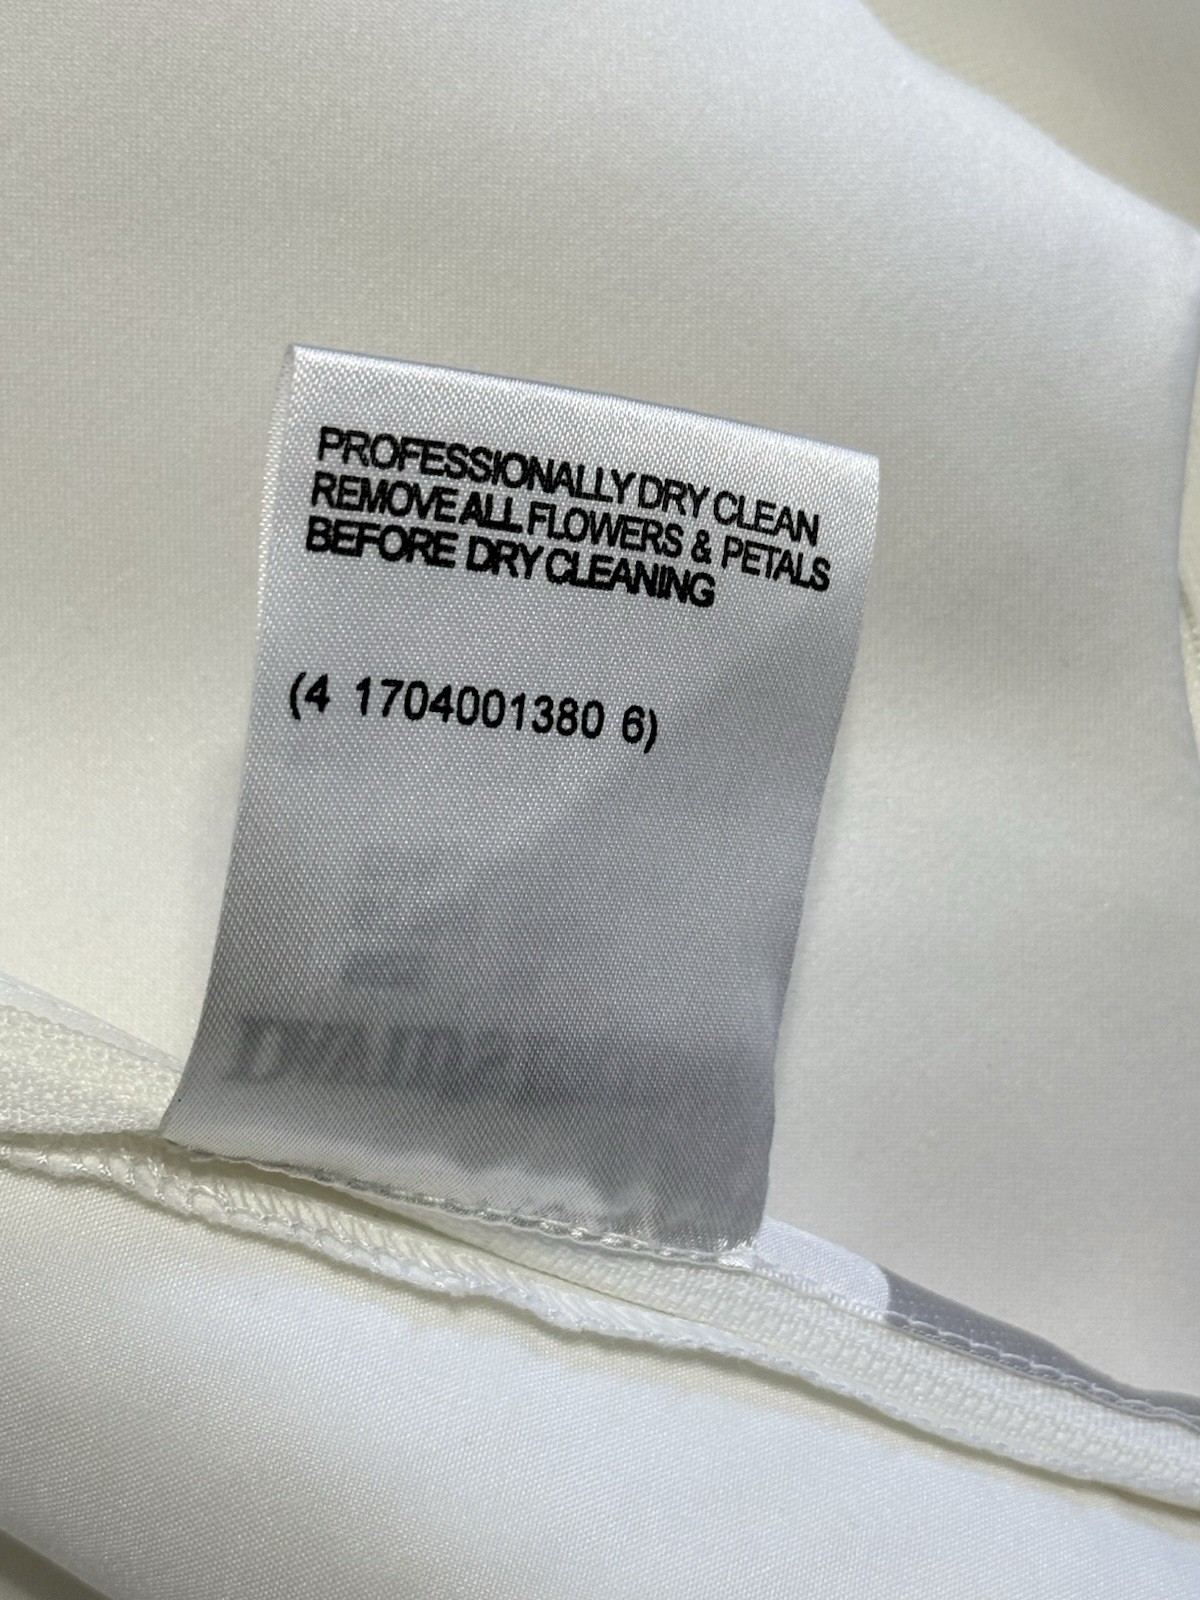 PROFESSIONALLY DRY CLEAN
REMOVE ALL FLOWERS & PETALS
BEFORE DRY CLEANING
(4 1704001380 6)